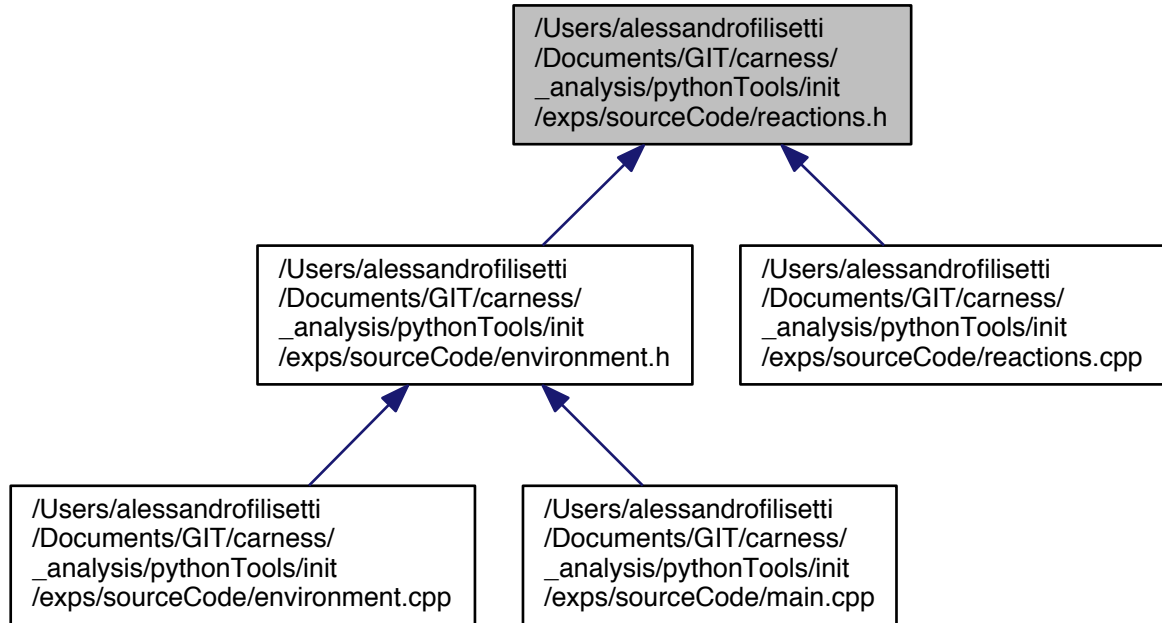 /Users/alessandrofilisetti
/Documents/GIT/carness/
_analysis/pythonTools/init
/exps/sourceCode/reactions.h
/Users/alessandrofilisetti
/Documents/GIT/carness/
_analysis/pythonTools/init
/exps/sourceCode/environment.h
/Users/alessandrofilisetti
/Documents/GIT/carness/
_analysis/pythonTools/init
/exps/sourceCode/reactions.cpp
/Users/alessandrofilisetti
/Documents/GIT/carness/
_analysis/pythonTools/init
/exps/sourceCode/environment.cpp
/Users/alessandrofilisetti
/Documents/GIT/carness/
_analysis/pythonTools/init
/exps/sourceCode/main.cpp